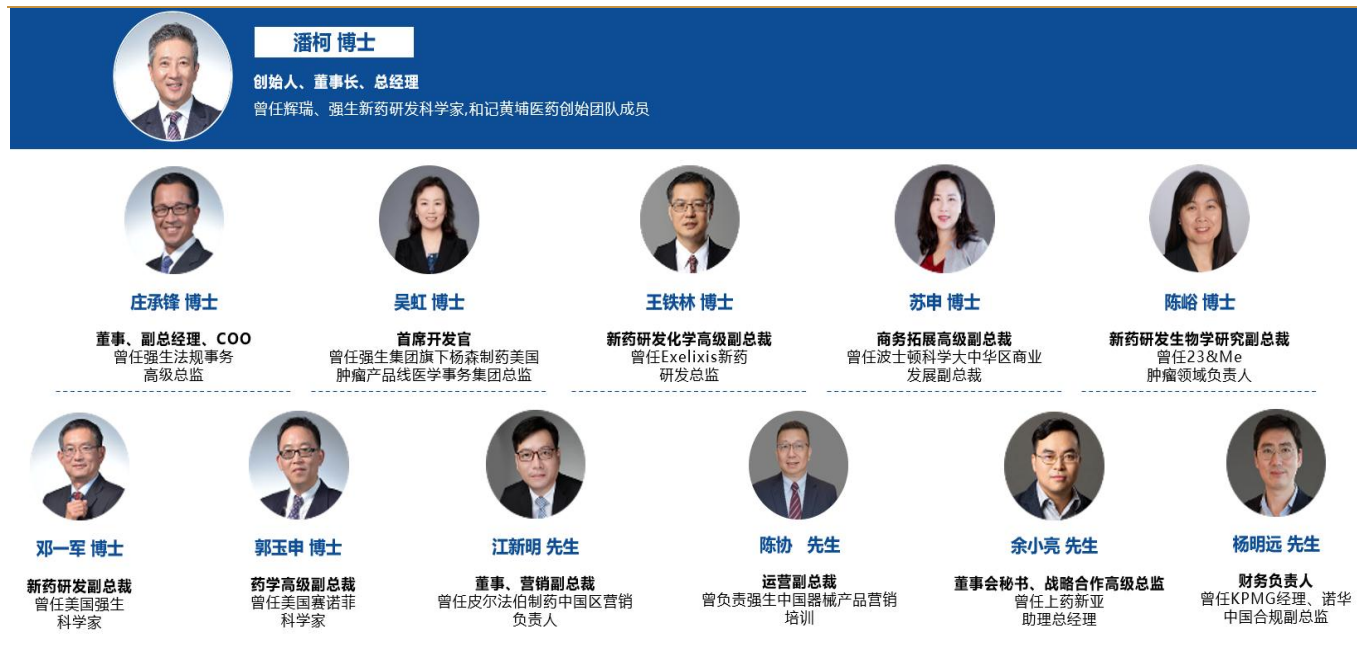 潘柯 博士
创始人、董事长、总经理
曾任辉瑞、强生新药研发科学家,和记黄埔医药创始团队成员
庄承锋 博士
董事、副总经理、COO
曾任强生法规事务
高级总监
吴虹 博士
首席开发官
曾任强生集团旗下杨森制药美国
肿瘤产品线医学事务集团总监
王铁林 博士
新药研发化学高级副总裁
曾任Exelixis新药
研发总监
苏申 博士
商务拓展高级副总裁
曾任波士顿科学大中华区商业
发展副总裁
陈峪 博士
新药研发生物学研究副总裁
曾任23&Me
肿瘤领域负责人
邓一军 博士
新药研发副总裁
曾任美国强生
科学家
郭玉申 博士
药学高级副总裁
曾任美国赛诺菲
科学家
江新明 先生
董事、营销副总裁
曾任皮尔法伯制药中国区营销
负责人
陈协 先生
运营副总裁
曾负责强生中国器械产品营销
培训
余小亮 先生
董事会秘书、战略合作高级总监
曾任上药新亚
助理总经理
杨明远 先生
财务负责人
曾任KPMG经理、诺华
中国合规副总监